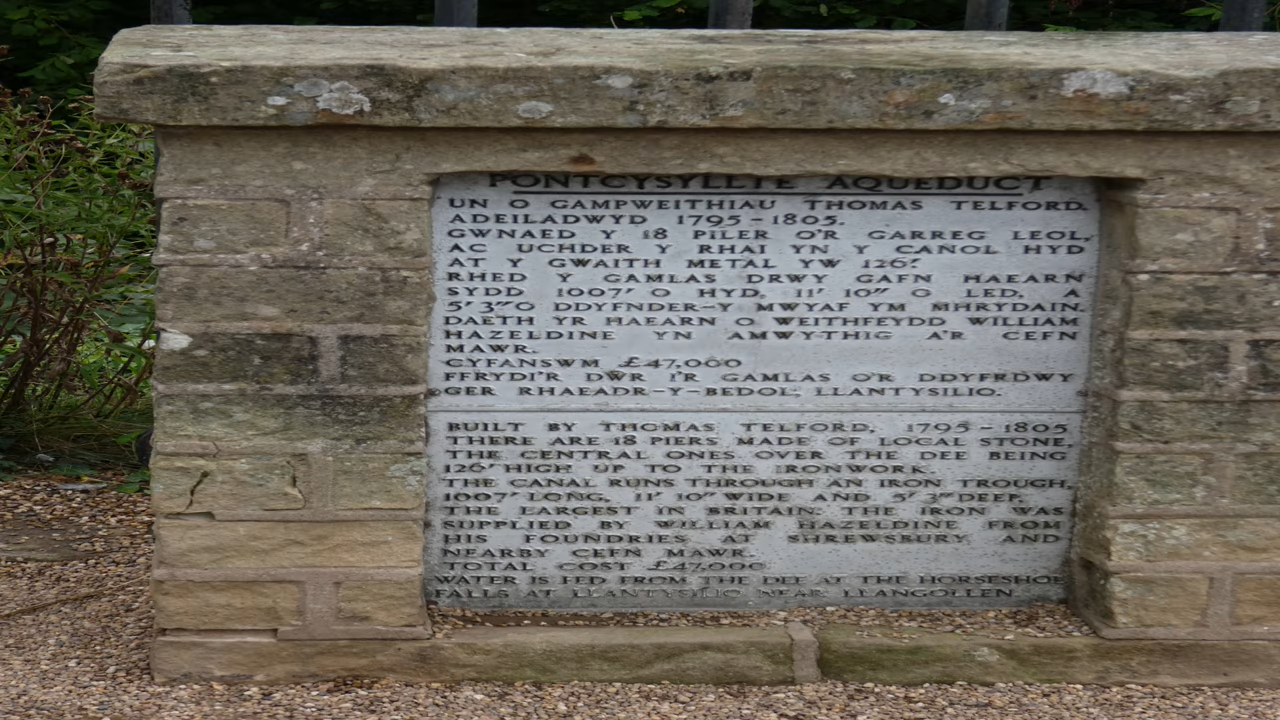 PONTCYSYLLTE AQUEDUCT
UN O GAMPWEITHIAU THOMAS TELFORD.
ADEILADWYD 1795-1805.
GWNAED Y 18 PILER O'R GARREG LEOL,
AC UCHDER Y RHAI YN Y CANOL HYD
AT Y GWAITH METAL YW 126'.
RHED Y GAMLAS DRWY GAFN HAEARN
SYDD 1007' O HYD, 11' 10" O LED, A
5' 3" O DDYFNDER-Y MWYAF YM MHRYDAIN.
DAETH YR HAEARN O WEITHFEYDD WILLIAM
HAZELDINE YN AMWYTHIG A'R CEFN
MAWR.
CYFANSWM £47,000
FFRYDI'R DWR I'R GAMLAS O'R DDYFRDWY
GER RHAEADR-Y-BEDOL, LLANTYSILIO.
BUILT BY THOMAS TELFORD, 1795-1805
THERE ARE 18 PIERS MADE OF LOCAL STONE,
THE CENTRAL ONES OVER THE DEE BEING
126' HIGH UP TO THE IRONWORK.
THE CANAL RUNS THROUGH AN IRON TROUGH,
1007' LONG, 11' 10" WIDE AND 5' 3" DEEP.
THE LARGEST IN BRITAIN. THE IRON WAS
SUPPLIED BY WILLIAM HAZELDINE FROM
HIS FOUNDRIES AT SHREWSBURY AND
NEARBY CEFN MAWR.
TOTAL COST £47,000
WATER IS FED FROM THE DEE AT THE HORSESHOE
FALLS AT LLANTYSILIO NEAR LLANGOLLEN